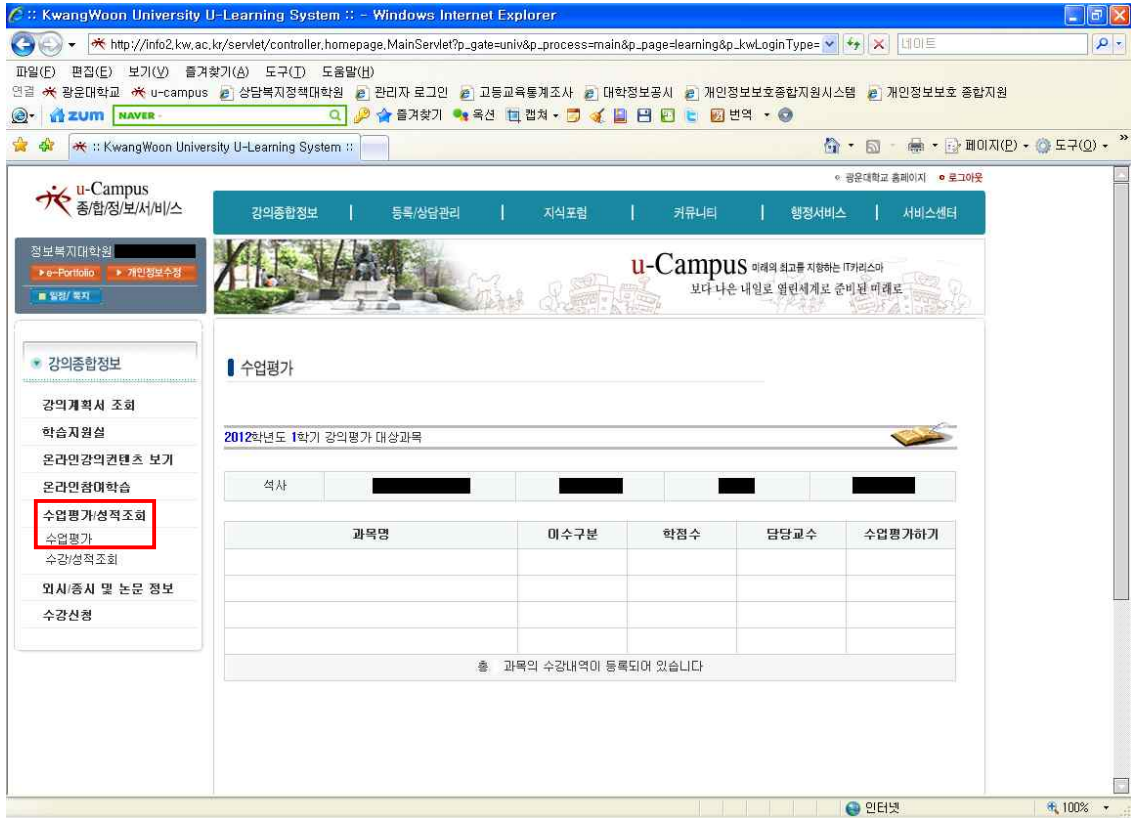 :: KwangWoon University U-Learning System :: - Windows Internet Explorer
http://info2.kw.ac.kr/servlet/controller.homepage.MainServlet?p_gate=univ&p_process=main&p_page=learning&p_kwLoginType=
네이트
파일(F) 편집(E) 보기(V) 즐겨찾기(A) 도구(T) 도움말(H)
연결 광운대학교 u-campus 상담복지정책대학원 관리자 로그인 고등교육통계조사 대학정보공시 개인정보보호종합지원시스템 개인정보보호 종합지원
zum NAVER 즐겨찾기 옥션 캡쳐 번역
:: KwangWoon University U-Learning System ::
페이지(P) 도구(O) »
광운대학교 홈페이지 로그아웃
u-Campus
종/합/정/보/서/비/스
강의종합정보 | 등록/상담관리 | 지식포럼 | 커뮤니티 | 행정서비스 | 서비스센터
정보복지대학원
e-Portfolio 개인정보수정
일정/쪽지
u-Campus 미래의 최고를 지향하는 IT카리스마
보다 나은 내일로 열린세계로 준비된 미래로
강의종합정보
강의계획서 조회
학습지원실
온라인강의컨텐츠 보기
온라인참여학습
수업평가/성적조회
수업평가
수강/성적조회
외시/종시 및 논문 정보
수강신청
수업평가
2012학년도 1학기 강의평가 대상과목
석사
과목명 이수구분 학점수 담당교수 수업평가하기
총 과목의 수강내역이 등록되어 있습니다
인터넷 100%